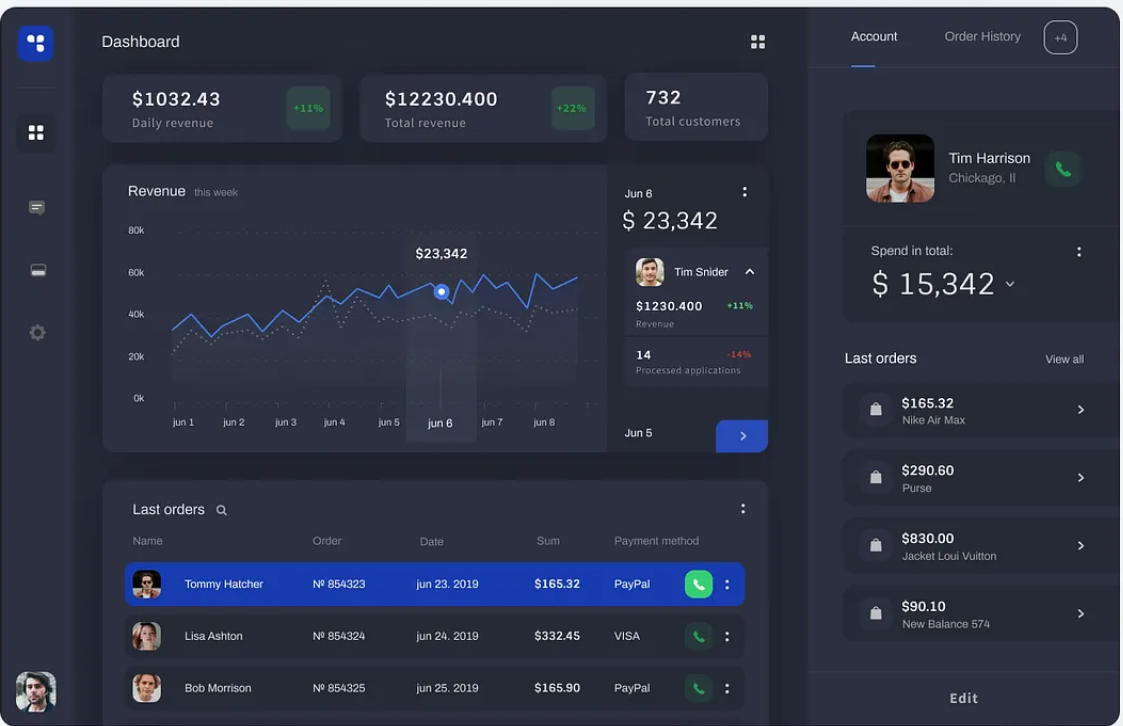 Dashboard
$1032.43
Daily revenue
+11%
$12230.400
Total revenue
+22%
732
Total customers
Revenue this week
80k
60k
40k
20k
0k
$23,342
jun 1 jun 2 jun 3 jun 4 jun 5 jun 6 jun 7 jun 8
Jun 6
$ 23,342
Tim Snider
$1230.400 +11%
Revenue
14 -14%
Processed applications
Jun 5
Last orders
Name Order Date Sum Payment method
Tommy Hatcher № 854323 jun 23. 2019 $165.32 PayPal
Lisa Ashton № 854324 jun 24. 2019 $332.45 VISA
Bob Morrison № 854325 jun 25. 2019 $165.90 PayPal
Account Order History +4
Tim Harrison
Chickago, Il
Spend in total:
$ 15,342
Last orders View all
$165.32
Nike Air Max
$290.60
Purse
$830.00
Jacket Loui Vuitton
$90.10
New Balance 574
Edit